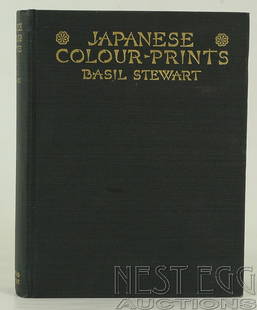 JAPANESE
COLOUR-PRINTS
BASIL STEWART
NEST EGG
AUCTIONS